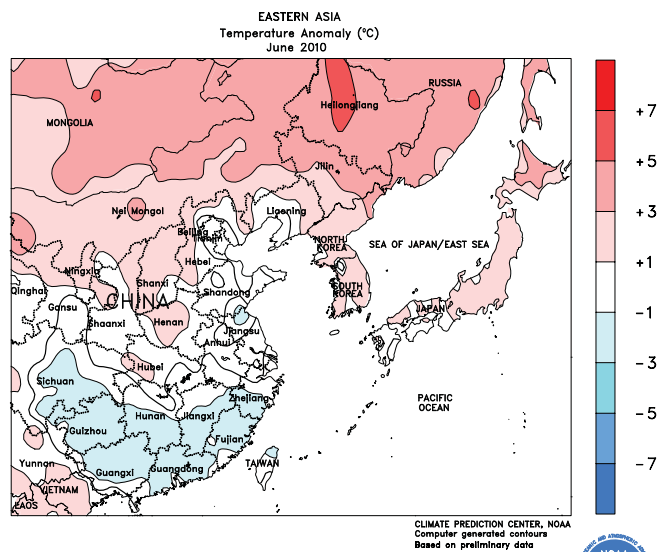 EASTERN ASIA
Temperature Anomaly (°C)
June 2010
RUSSIA
Heilongjiang
MONGOLIA
+7
+5
+3
+1
-1
-3
-5
-7
Jilin
Nei Mongol
Liaoning
Beijing
Tianjin
NORTH
KOREA
SEA OF JAPAN/EAST SEA
Hebei
Ningxia
Shanxi
Qinghai
Shandong
SOUTH
KOREA
CHINA
Gansu
JAPAN
Shaanxi
Henan
Jiangsu
Anhui
Hubei
Sichuan
Zhejiang
PACIFIC
OCEAN
Hunan
Jiangxi
Guizhou
Fujian
Yunnan
Guangxi
Guangdong
TAIWAN
VIETNAM
LAOS
CLIMATE PREDICTION CENTER, NOAA
Computer generated contours
Based on preliminary data